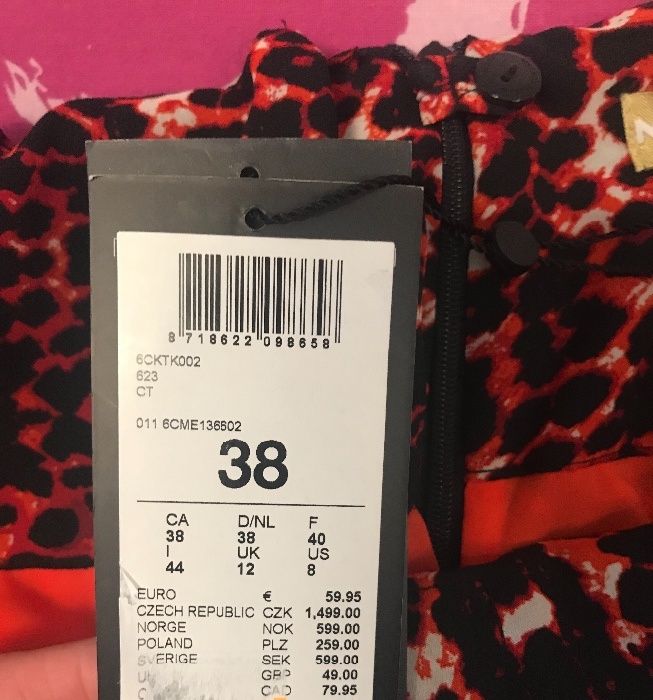 8 718622 098658
6CKTK002
623
CT
011 6CME136602
38
CA D/NL F
38 38 40
I UK US
44 12 8
EURO € 59.95
CZECH REPUBLIC CZK 1,499.00
NORGE NOK 599.00
POLAND PLZ 259.00
SVERIGE SEK 599.00
GBP 49.00
CAD 79.95